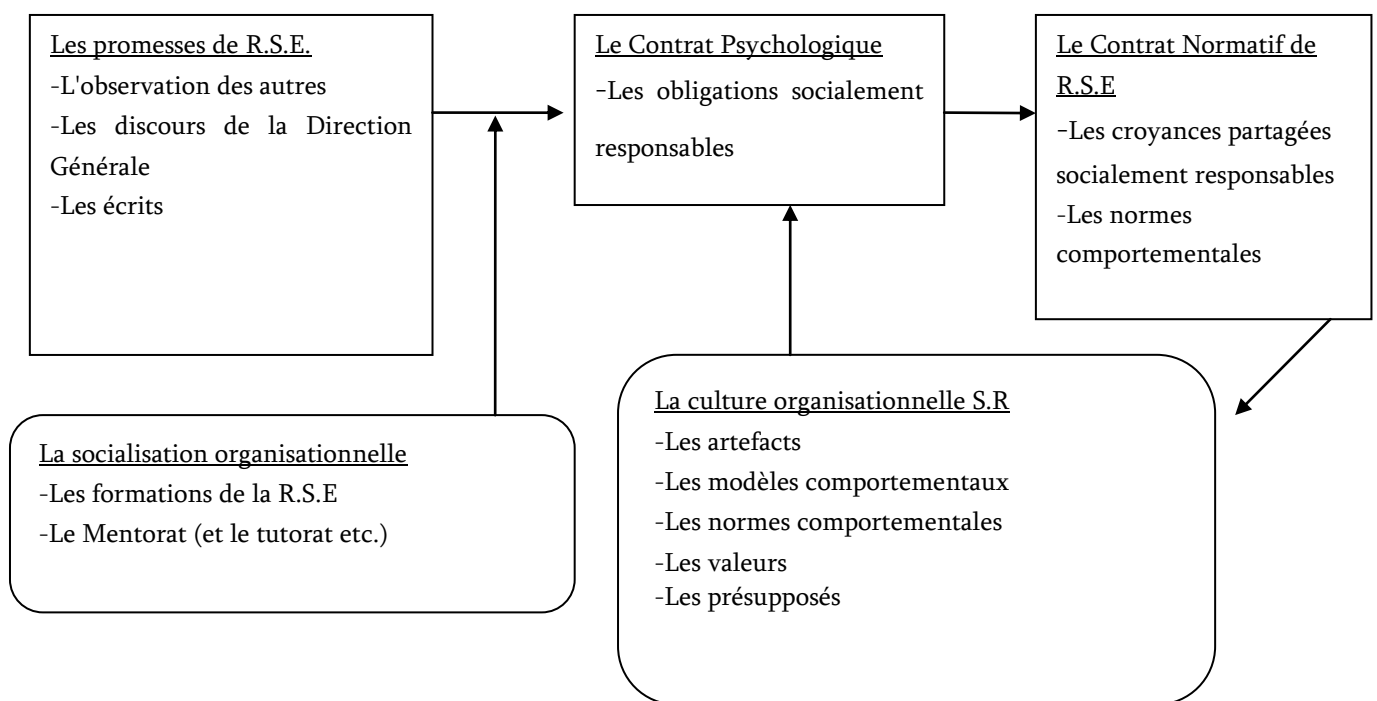 Les promesses de R.S.E.
-L'observation des autres
-Les discours de la Direction
Générale
-Les écrits
Le Contrat Psychologique
-Les obligations socialement
responsables
Le Contrat Normatif de
R.S.E
-Les croyances partagées
socialement responsables
-Les normes
comportementales
La socialisation organisationnelle
-Les formations de la R.S.E
-Le Mentorat (et le tutorat etc.)
La culture organisationnelle S.R
-Les artefacts
-Les modèles comportementaux
-Les normes comportementales
-Les valeurs
-Les présupposés